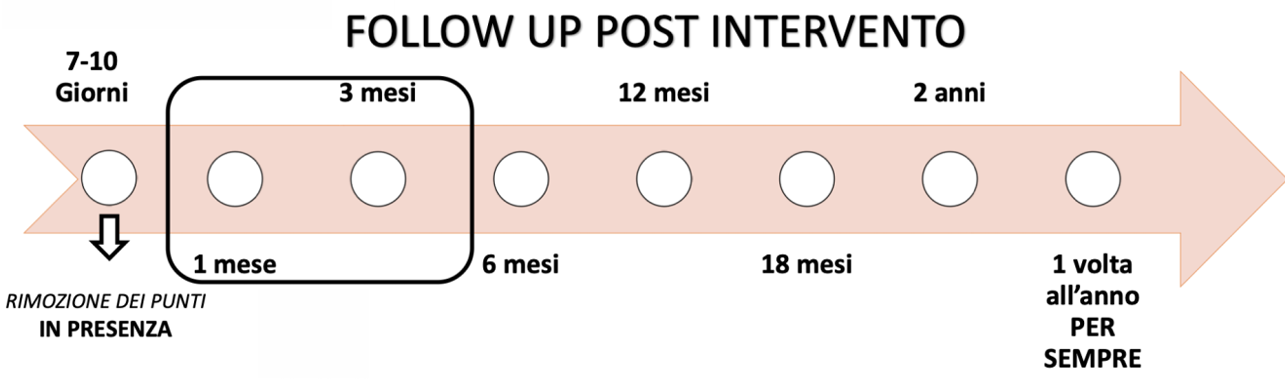 FOLLOW UP POST INTERVENTO
7-10
Giorni
1 mese
3 mesi
6 mesi
12 mesi
18 mesi
2 anni
1 volta
all’anno
PER
SEMPRE
RIMOZIONE DEI PUNTI
IN PRESENZA